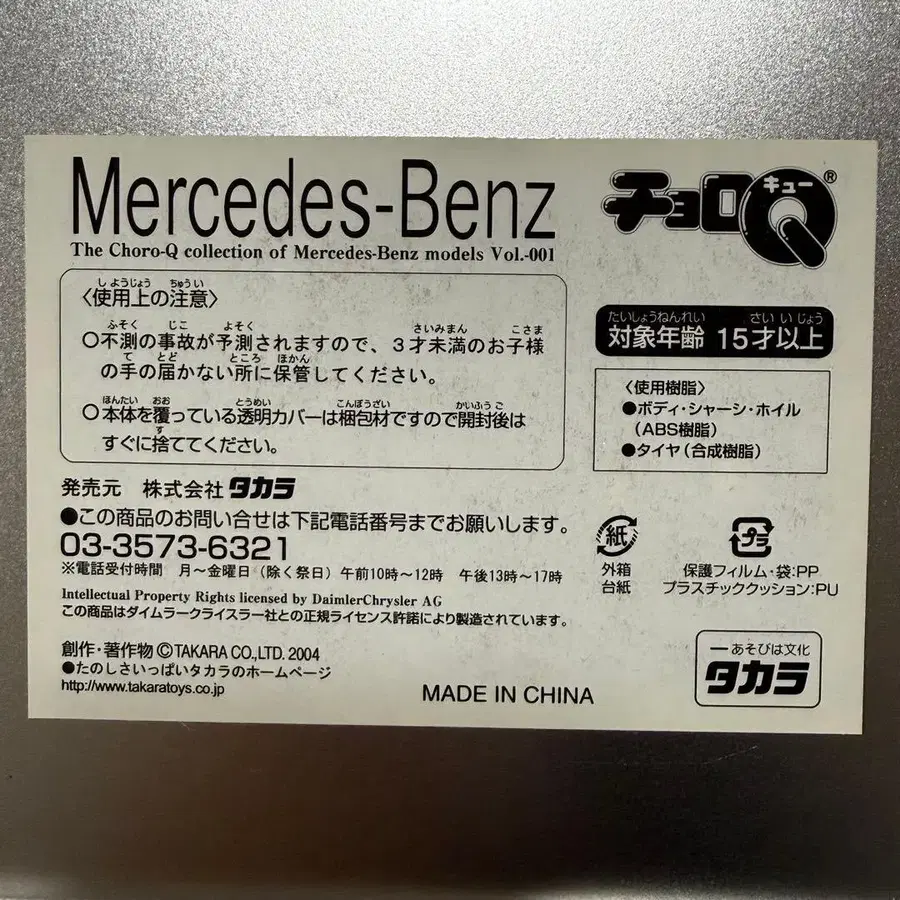 Mercedes-Benz
The Choro-Q collection of Mercedes-Benz models Vol.-001
チョロQ キュー ®
〈使用上の注意〉
しようじょう ちゅうい
○不測の事故が予測されますので、3才未満のお子様
ふそく じこ よそく さいみまん こさま
の手の届かない所に保管してください。
て とど ところ ほかん
○本体を覆っている透明カバーは梱包材ですので開封後は
ほんたい おお とうめい こんぽうざい かいふうご
すぐに捨ててください。
す
たいしょうねんれい さいいじょう
対象年齢 15才以上
〈使用樹脂〉
●ボディ・シャーシ・ホイル
（ABS樹脂）
●タイヤ（合成樹脂）
発売元 株式会社 タカラ
●この商品のお問い合せは下記電話番号までお願いします。
03-3573-6321
※電話受付時間 月〜金曜日（除く祭日）午前10時〜12時 午後13時〜17時
Intellectual Property Rights licensed by DaimlerChrysler AG
この商品はダイムラークライスラー社との正規ライセンス許諾により製造されています。
紙
外箱
台紙
プラ
保護フィルム・袋:PP
プラスチッククッション:PU
創作・著作物 ©TAKARA CO.,LTD. 2004
●たのしさいっぱいタカラのホームページ
http://www.takaratoys.co.jp
MADE IN CHINA
ーあそびは文化
タカラ